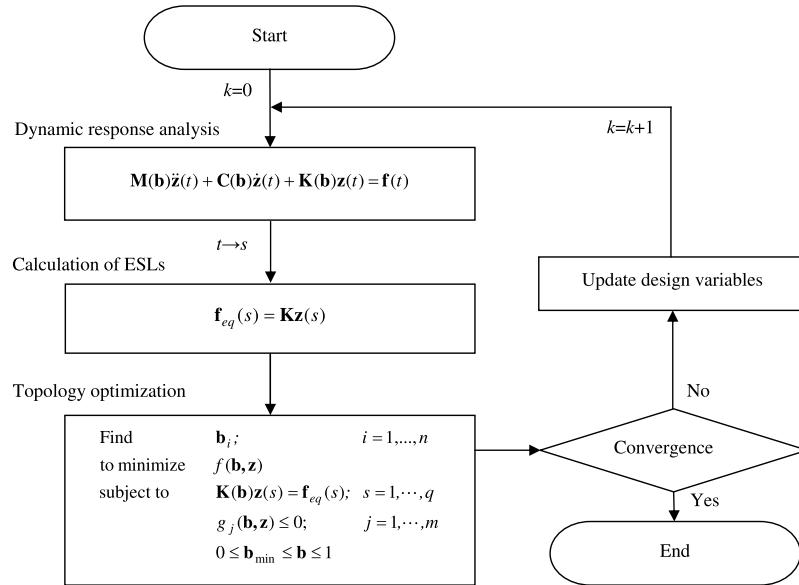 Start
k=0
k=k+1
Dynamic response analysis
M(b)z̈(t) + C(b)ż(t) + K(b)z(t) = f(t)
t→s
Calculation of ESLs
Update design variables
f_eq(s) = Kz(s)
Topology optimization
No
Find b_i; i = 1,...,n
to minimize f(b, z)
subject to K(b)z(s) = f_eq(s); s = 1,⋯,q
g_j(b, z) ≤ 0; j = 1,⋯,m
0 ≤ b_min ≤ b ≤ 1
Convergence
Yes
End